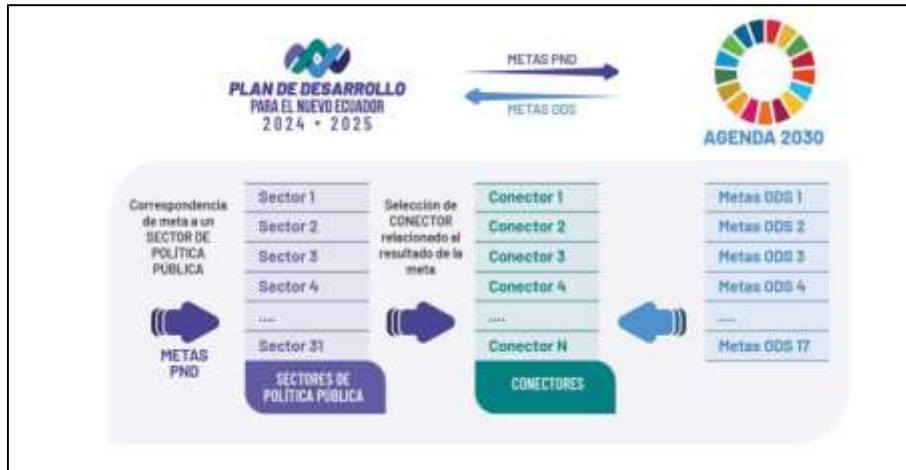 PLAN DE DESARROLLO
PARA EL NUEVO ECUADOR
2024 • 2025
METAS PND
METAS ODS
AGENDA 2030
Correspondencia
de meta a un
SECTOR DE
POLÍTICA
PÚBLICA
METAS
PND
Sector 1
Sector 2
Sector 3
Sector 4
....
Sector 31
SECTORES DE
POLÍTICA PÚBLICA
Selección de
CONECTOR
relacionado al
resultado de la
meta
Conector 1
Conector 2
Conector 3
Conector 4
....
Conector N
CONECTORES
Metas ODS 1
Metas ODS 2
Metas ODS 3
Metas ODS 4
....
Metas ODS 17